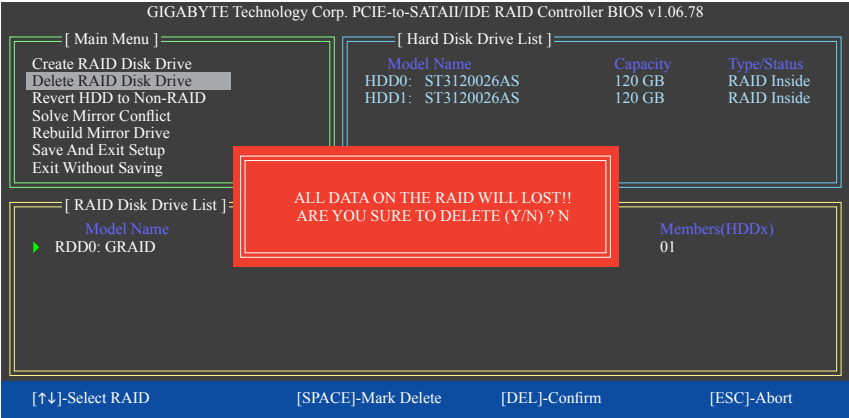 GIGABYTE Technology Corp. PCIE-to-SATAII/IDE RAID Controller BIOS v1.06.78
[ Main Menu ]
Create RAID Disk Drive
Delete RAID Disk Drive
Revert HDD to Non-RAID
Solve Mirror Conflict
Rebuild Mirror Drive
Save And Exit Setup
Exit Without Saving
[ Hard Disk Drive List ]
Model Name Capacity Type/Status
HDD0: ST3120026AS 120 GB RAID Inside
HDD1: ST3120026AS 120 GB RAID Inside
ALL DATA ON THE RAID WILL LOST!!
ARE YOU SURE TO DELETE (Y/N) ? N
[ RAID Disk Drive List ]
Model Name Members(HDDx)
RDD0: GRAID 01
[↑↓]-Select RAID [SPACE]-Mark Delete [DEL]-Confirm [ESC]-Abort